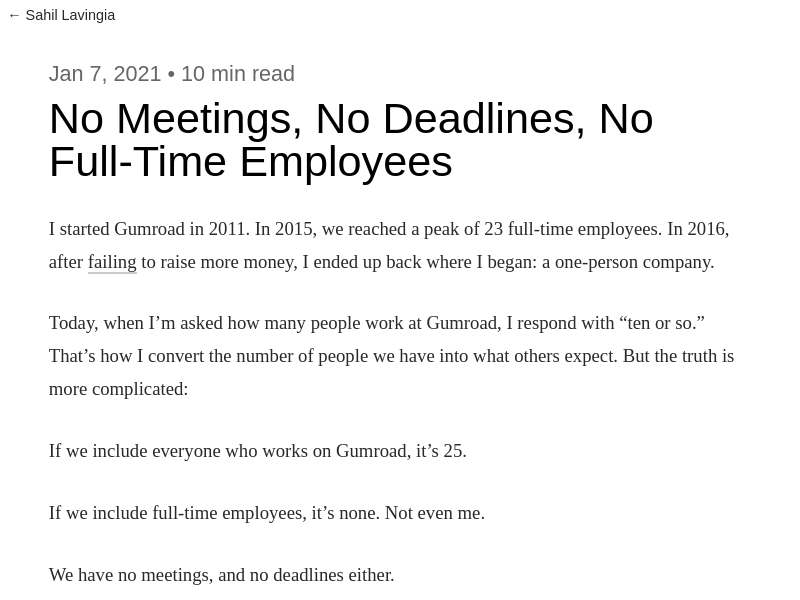 ← Sahil Lavingia
Jan 7, 2021 • 10 min read
No Meetings, No Deadlines, No
Full-Time Employees
I started Gumroad in 2011. In 2015, we reached a peak of 23 full-time employees. In 2016,
after failing to raise more money, I ended up back where I began: a one-person company.
Today, when I’m asked how many people work at Gumroad, I respond with “ten or so.”
That’s how I convert the number of people we have into what others expect. But the truth is
more complicated:
If we include everyone who works on Gumroad, it’s 25.
If we include full-time employees, it’s none. Not even me.
We have no meetings, and no deadlines either.